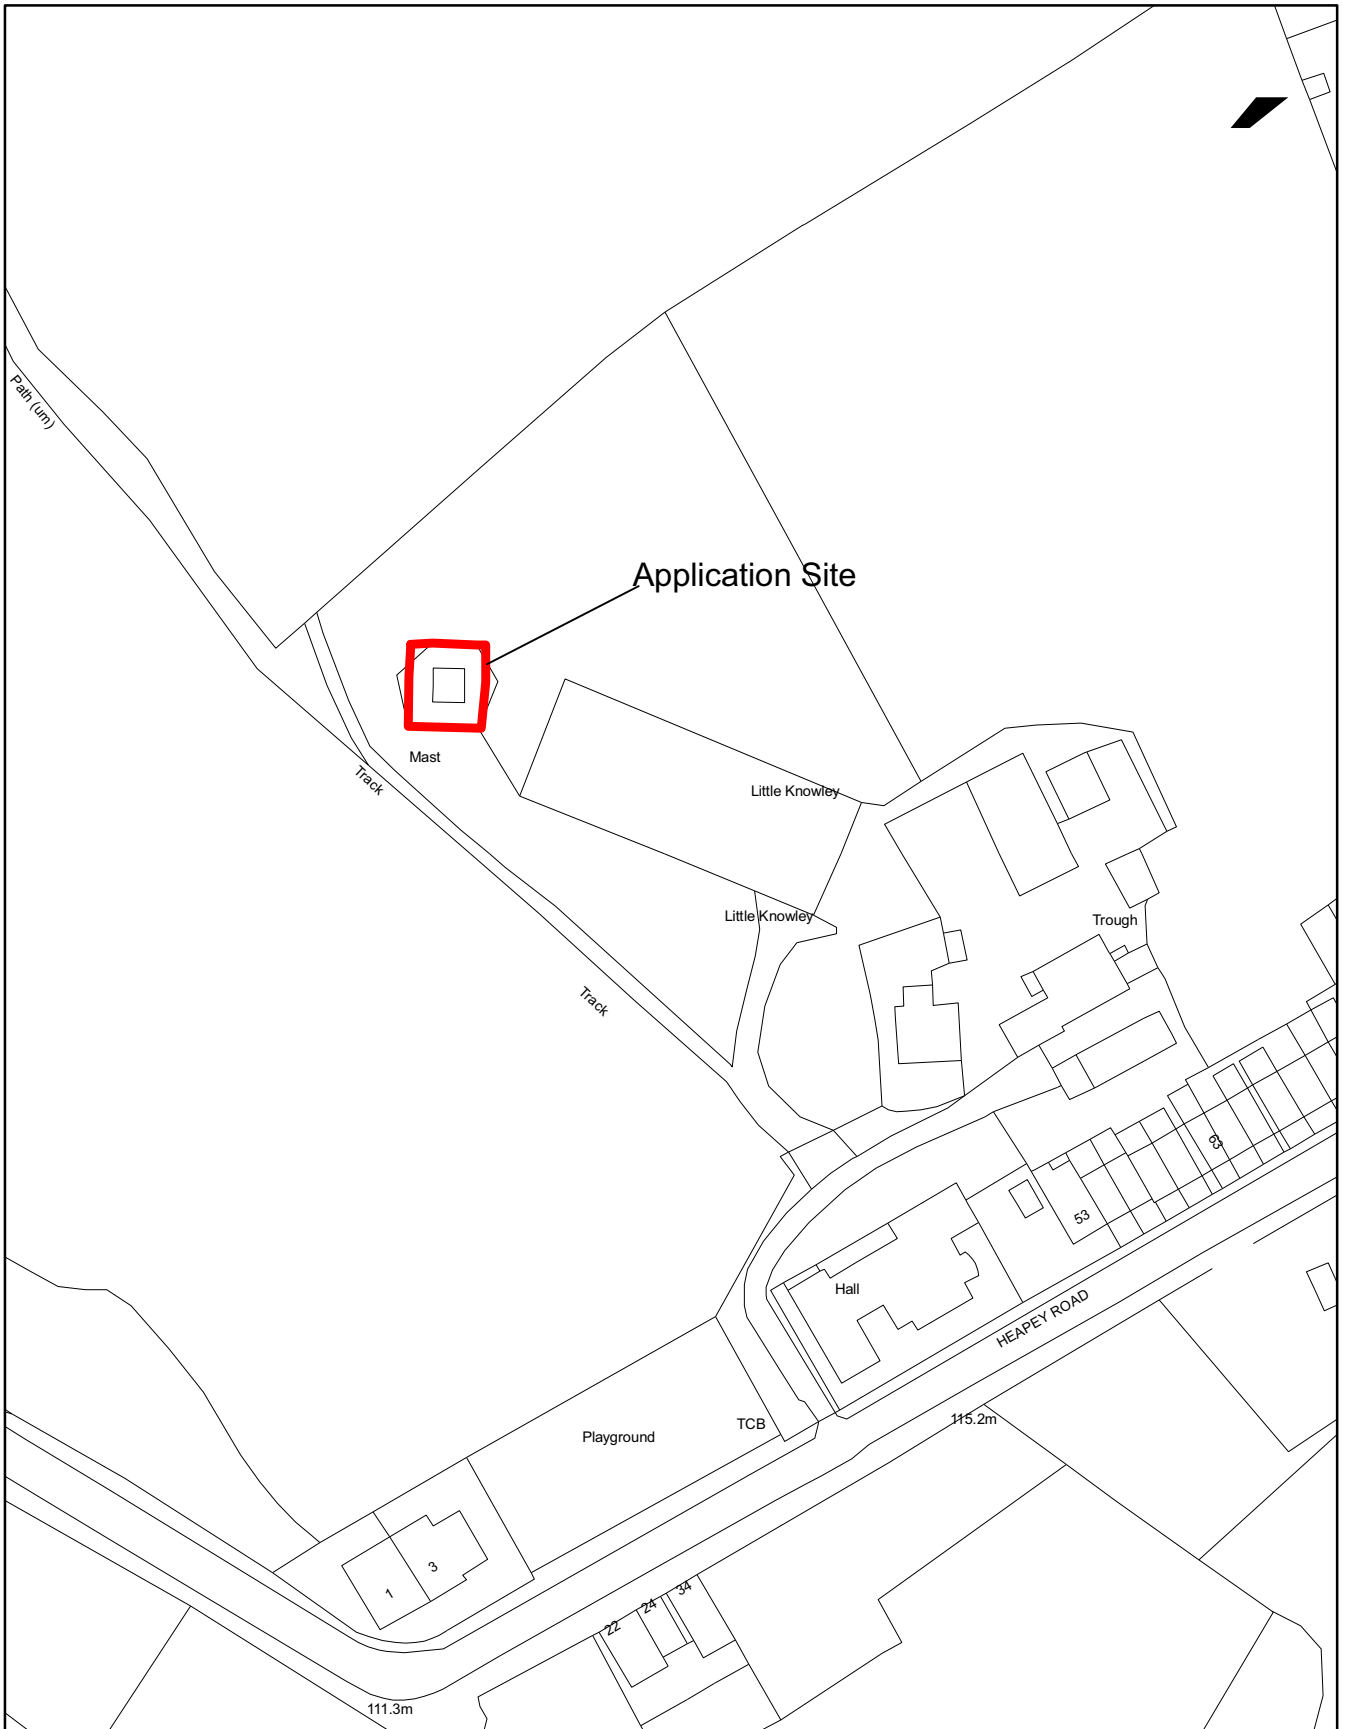 Path (um)
Application Site
Mast
Track
Little Knowley
Little Knowley
Trough
Track
63
53
Hall
HEAPEY ROAD
115.2m
TCB
Playground
3
1
34
24
22
111.3m